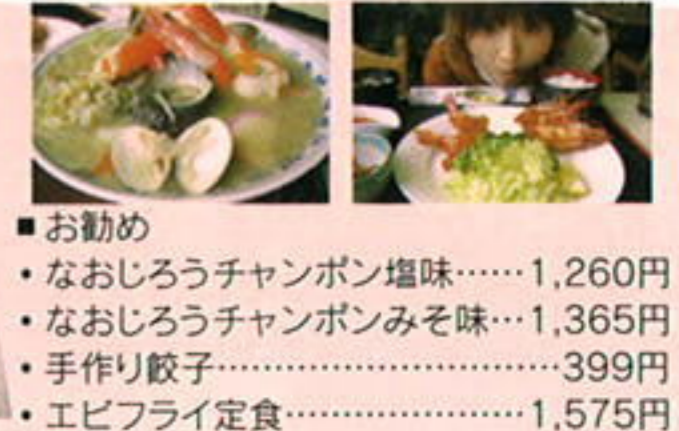 ■お勧め
・なおじろうチャンポン塩味……1,260円
・なおじろうチャンポンみそ味…1,365円
・手作り餃子…………………………399円
・エビフライ定食…………………1,575円